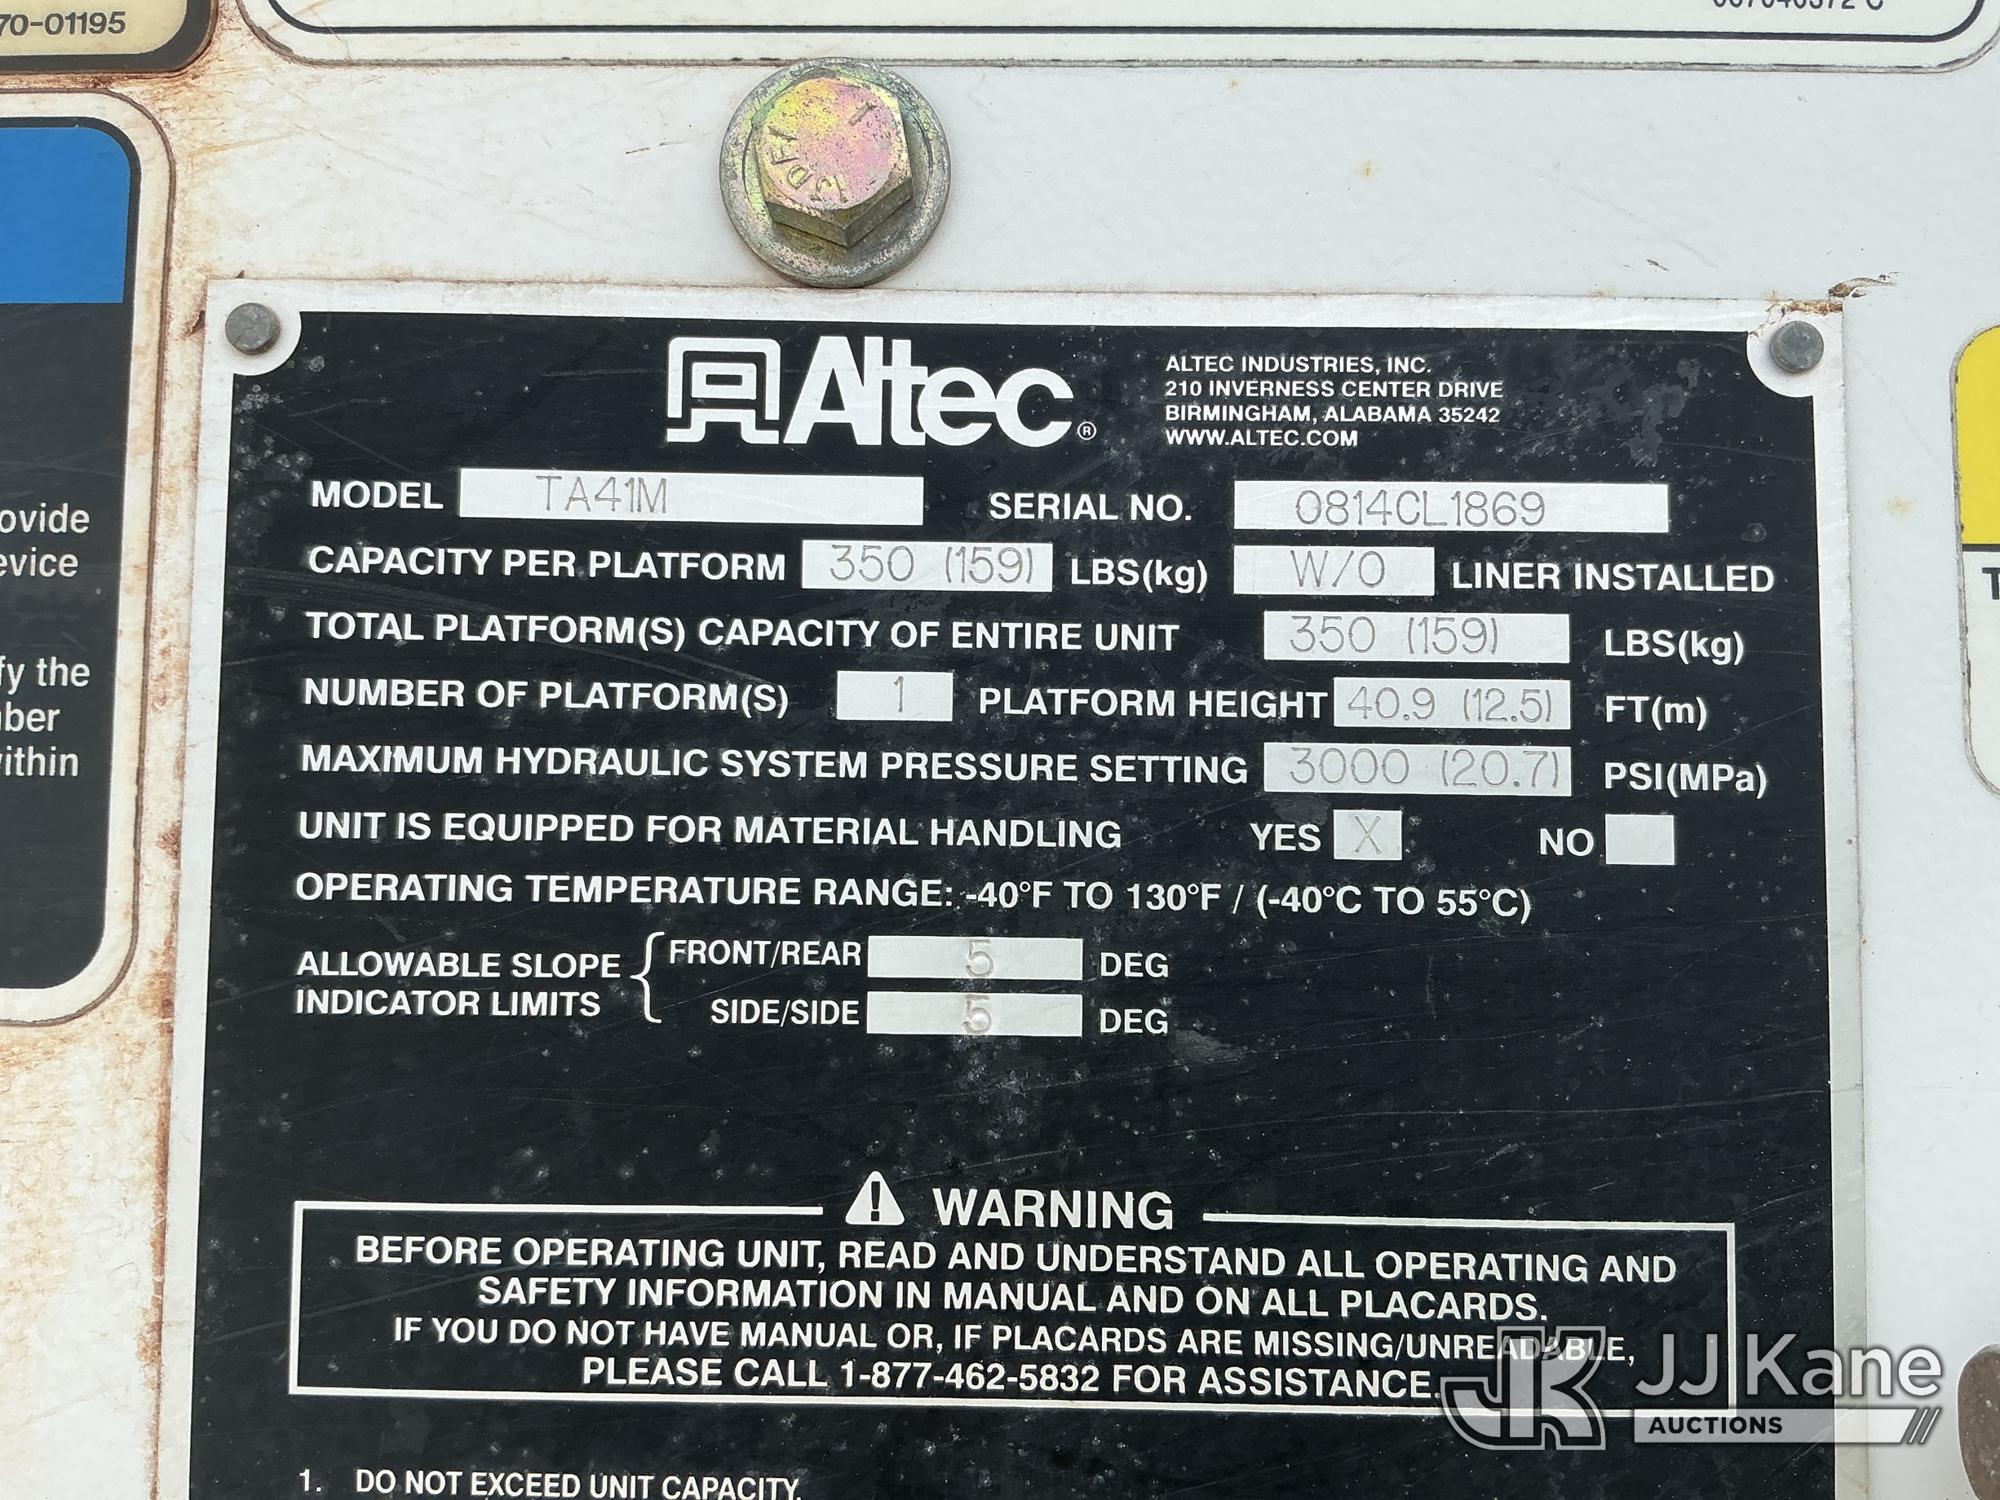 70-01195
ovide
evice
fy the
ber
ithin
13DF1 1
Altec®
ALTEC INDUSTRIES, INC.
210 INVERNESS CENTER DRIVE
BIRMINGHAM, ALABAMA 35242
WWW.ALTEC.COM
MODEL TA41M SERIAL NO. 0814CL1869
CAPACITY PER PLATFORM 350 (159) LBS(kg) W/O LINER INSTALLED
TOTAL PLATFORM(S) CAPACITY OF ENTIRE UNIT 350 (159) LBS(kg)
NUMBER OF PLATFORM(S) 1 PLATFORM HEIGHT 40.9 (12.5) FT(m)
MAXIMUM HYDRAULIC SYSTEM PRESSURE SETTING 3000 (20.7) PSI(MPa)
UNIT IS EQUIPPED FOR MATERIAL HANDLING YES X NO
OPERATING TEMPERATURE RANGE: -40°F TO 130°F / (-40°C TO 55°C)
ALLOWABLE SLOPE INDICATOR LIMITS
FRONT/REAR 5 DEG
SIDE/SIDE 5 DEG
WARNING
BEFORE OPERATING UNIT, READ AND UNDERSTAND ALL OPERATING AND
SAFETY INFORMATION IN MANUAL AND ON ALL PLACARDS.
IF YOU DO NOT HAVE MANUAL OR, IF PLACARDS ARE MISSING/UNREADABLE,
PLEASE CALL 1-877-462-5832 FOR ASSISTANCE.
1. DO NOT EXCEED UNIT CAPACITY.
JK JJ Kane
AUCTIONS